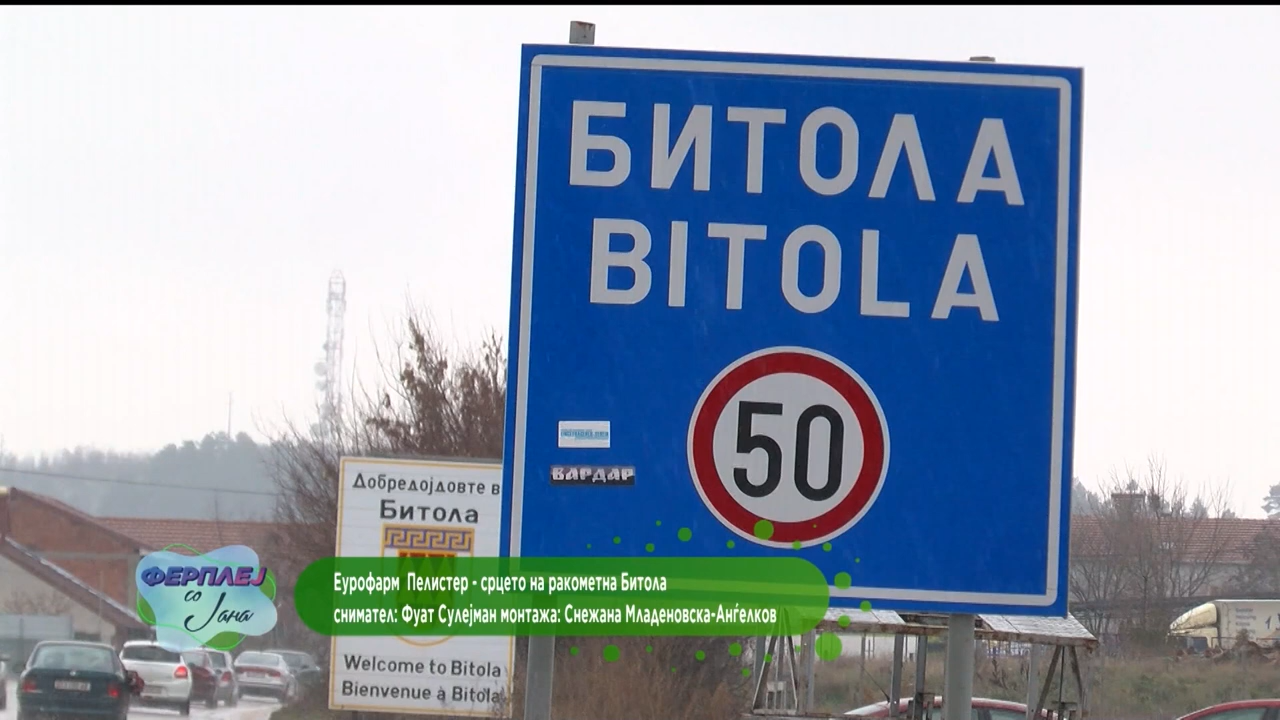 БИТОЛА
BITOLA
50
ВАРДАР
Добредојдовте в
Битола
ФЕРПЛЕЈ
со
Јана
Еурофарм Пелистер - срцето на ракометна Битола
снимател: Фуат Сулејман монтажа: Снежана Младеновска-Анѓелков
Welcome to Bitola
Bienvenue à Bitola